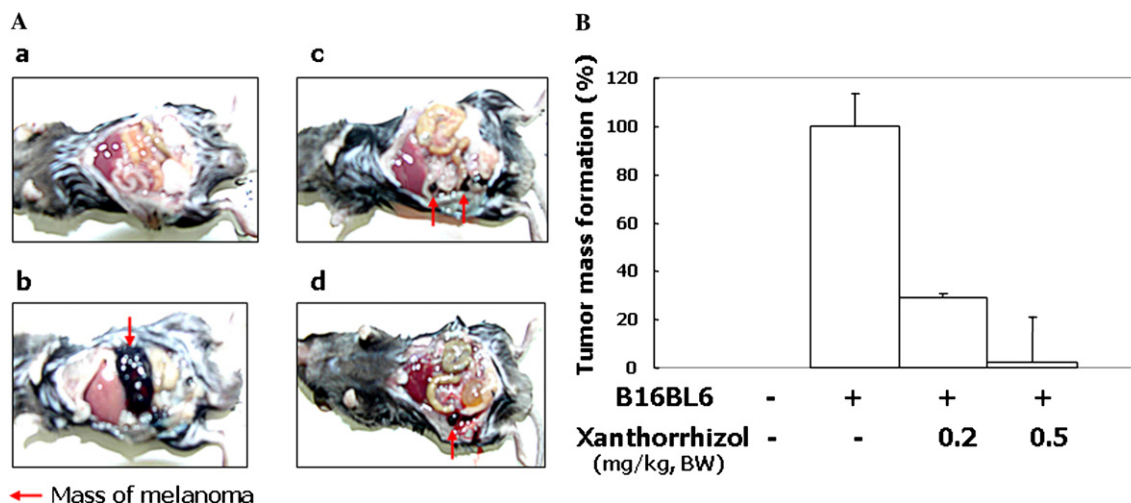 A
a
c
b
d
← Mass of melanoma
B
Tumor mass formation (%)
120
100
80
60
40
20
0
B16BL6 - + + +
Xanthorrhizol - - 0.2 0.5
(mg/kg, BW)